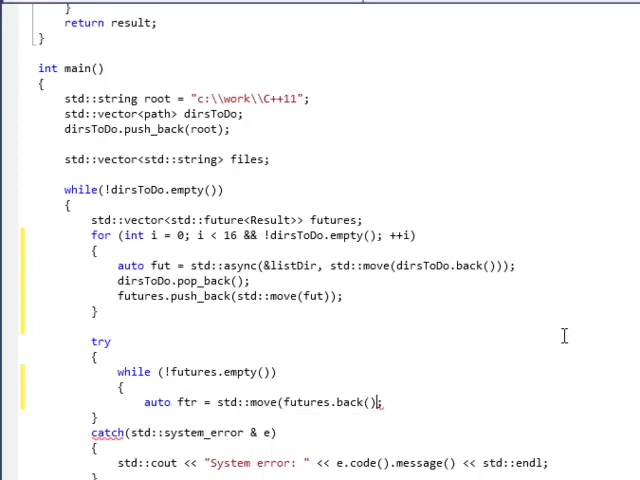 }
return result;
}
int main()
{
std::string root = "c:\\work\\C++11";
std::vector<path> dirsToDo;
dirsToDo.push_back(root);
std::vector<std::string> files;
while(!dirsToDo.empty())
{
std::vector<std::future<Result>> futures;
for (int i = 0; i < 16 && !dirsToDo.empty(); ++i)
{
auto fut = std::async(&listDir, std::move(dirsToDo.back()));
dirsToDo.pop_back();
futures.push_back(std::move(fut));
}
try
{
while (!futures.empty())
{
auto ftr = std::move(futures.back();
}
catch(std::system_error & e)
{
std::cout << "System error: " << e.code().message() << std::endl;
}